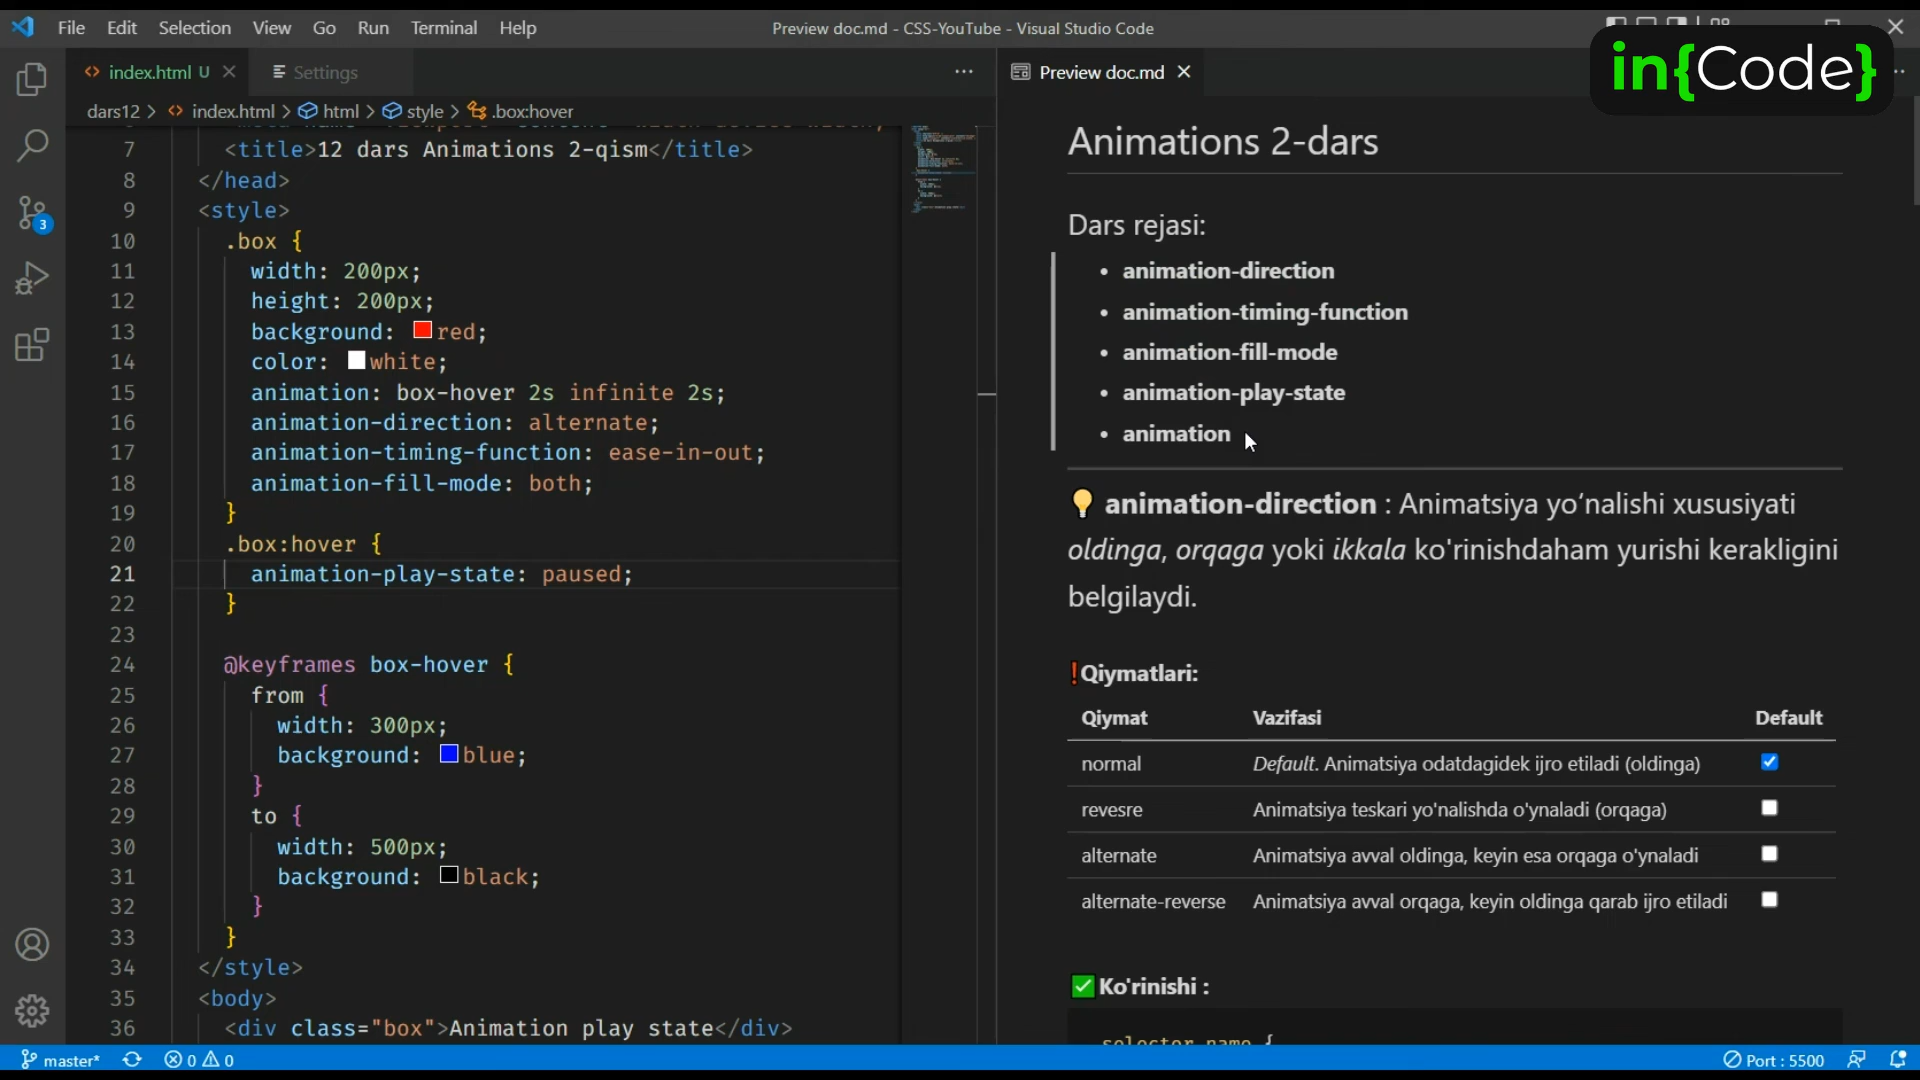 File Edit Selection View Go Run Terminal Help
Preview doc.md - CSS-YouTube - Visual Studio Code
in{Code}
index.html U
Settings
Preview doc.md
dars12 > index.html > html > style > .box:hover
7 <title>12 dars Animations 2-qism</title>
8 </head>
9 <style>
10 .box {
11 width: 200px;
12 height: 200px;
13 background: red;
14 color: white;
15 animation: box-hover 2s infinite 2s;
16 animation-direction: alternate;
17 animation-timing-function: ease-in-out;
18 animation-fill-mode: both;
19 }
20 .box:hover {
21 animation-play-state: paused;
22 }
23
24 @keyframes box-hover {
25 from {
26 width: 300px;
27 background: blue;
28 }
29 to {
30 width: 500px;
31 background: black;
32 }
33 }
34 </style>
35 <body>
36 <div class="box">Animation play state</div>
Animations 2-dars
Dars rejasi:
• animation-direction
• animation-timing-function
• animation-fill-mode
• animation-play-state
• animation
animation-direction : Animatsiya yo‘nalishi xususiyati
oldinga, orqaga yoki ikkala ko'rinishdaham yurishi kerakligini
belgilaydi.
❗Qiymatlari:
Qiymat Vazifasi Default
normal Default. Animatsiya odatdagidek ijro etiladi (oldinga)
revesre Animatsiya teskari yo'nalishda o'ynaladi (orqaga)
alternate Animatsiya avval oldinga, keyin esa orqaga o'ynaladi
alternate-reverse Animatsiya avval orqaga, keyin oldinga qarab ijro etiladi
✅Ko'rinishi :
selector name {
3
master* 0 0
Port : 5500